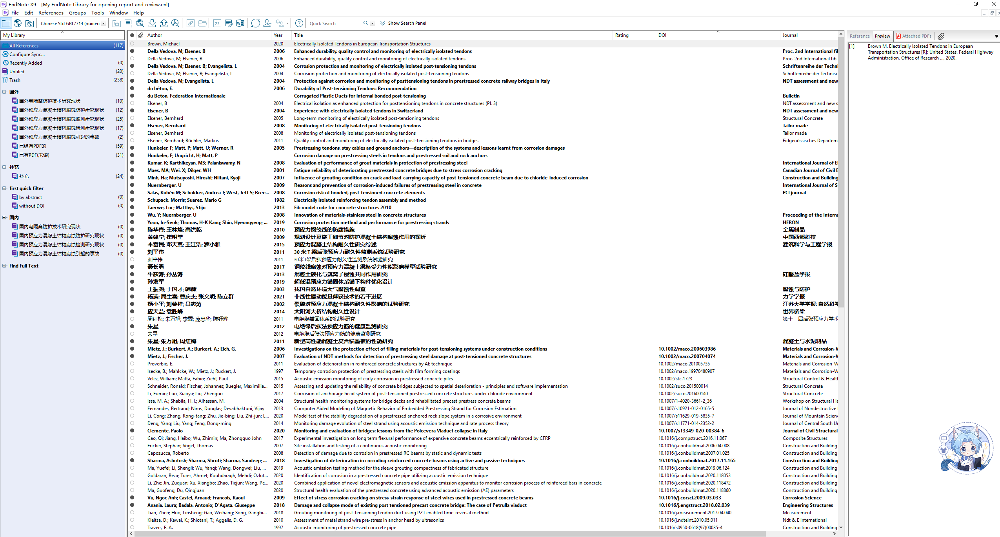 EndNote X9 - [My EndNote Library for opening report and review.enl]
File Edit References Groups Tools Window Help
Chinese Std GBT7714 (numeri
Quick Search
Show Search Panel
My Library
All References (117)
Configure Sync...
Recently Added (0)
Unfiled (20)
Trash (238)
国外
国外电隔离防护技术研究现状 (10)
国外预应力混凝土结构腐蚀防护研究现状 (12)
国外预应力混凝土结构腐蚀监测研究现状 (25)
国外预应力混凝土结构腐蚀检测研究现状 (17)
国外预应力混凝土结构腐蚀引起的事故 (2)
已经有PDF的 (59)
已有PDF(未读) (31)
补充
补充 (24)
first quick filter
by abstract (0)
without DOI (0)
国内
国内电隔离防护技术研究现状 (0)
国内预应力混凝土结构腐蚀防护研究现状 (0)
国内预应力混凝土结构腐蚀检测研究现状 (0)
国内预应力混凝土结构腐蚀引起的事故 (0)
Find Full Text
Author Year Title Rating DOI Journal
Brown, Michael 2020 Electrically Isolated Tendons in European Transportation Structures
Della Vedova, M; Elsener, B 2006 Enhanced durability, quality control and monitoring of electrically isolated tendons Proc. 2nd International fil
Della Vedova, M; Elsener, B 2006 Enhanced durability, quality control and monitoring of electrically isolated tendons Proc. 2nd International fib
Della Vedova, M; Elsener, B; Evangelista, L 2004 Corrosion protection and monitoring of electrically isolated post-tensioning tendons Schriftenreihe der Techn
Della Vedova, M; Elsener, B; Evangelista, L 2004 Corrosion protection and monitoring of electrically isolated post-tensioning tendons Schriftenreihe der Technisc
Della Vedova, M; Evangelista, L 2004 Protection against corrosion and monitoring of posttensioning tendons in prestressed concrete railway bridges in Italy NDT assessment and new
du béton, F. 2006 Durability of Post-tensioning Tendons: Recommendation
du Beton, Federation Internationale Corrugated Plastic Ducts for internal bonded post-tensioning Bulletin
Elsener, B 2004 Electrical isolation as enhanced protection for posttensioning tendons in concrete structures (PL 3) NDT assessment and new s
Elsener, B 2004 Experience with electrically isolated tendons in Switzerland NDT assessment and new
Elsener, Bernhard 2005 Long-term monitoring of electrically isolated post-tensioning tendons Structural Concrete
Elsener, Bernhard 2008 Monitoring of electrically isolated post-tensioning tendons Tailor made
Elsener, Bernhard 2008 Monitoring of electrically isolated post-tensioning tendons Tailor made
Elsener, Bernhard; Büchler, Markus 2011 Quality control and monitoring of electrically isolated post-tensioning tendons in bridges Eidgenössisches Departem
Hunkeler, F; Matt, P; Matt, U; Werner, R 2005 Prestressing tendons, stay cables and ground anchors—description of the systems and lessons learnt from corrosion damages
Hunkeler, F; Ungricht, H; Matt, P Corrosion damage on prestressing steels in tendons and prestressed soil and rock anchors
Kumar, K; Karthikeyan, MS; Palaniswamy, N 2008 Evaluation of performance of grout materials in protection of prestressing steel International Journal of E
Maes, MA; Wei, X; Dilger, WH 2001 Fatigue reliability of deteriorating prestressed concrete bridges due to stress corrosion cracking Canadian Journal of Civil E
Minh, Ha; Mutsuyoshi, Hiroshi; Niitani, Kyoji 2007 Influence of grouting condition on crack and load-carrying capacity of post-tensioned concrete beam due to chloride-induced corrosion Construction and Building
Nuernberger, U 2009 Reasons and prevention of corrosion-induced failures of prestressing steel in concrete International Journal of S
Salas, Rubén M; Schokker, Andrea J; West, Jeff S; Bree... 2008 Corrosion risk of bonded, post-tensioned concrete elements PCI journal
Schupack, Morris; Suarez, Mario G 1982 Electrically isolated reinforcing tendon assembly and method
Taerwe, Luc; Matthys, Stijn 2013 Fib model code for concrete structures 2010
Wu, Y; Nuernberger, U 2008 Innovation of materials-stainless steel in concrete structures Proceeding of the Interna
Yoon, In-Seok; Thomas, H-K Kang; Shin, Hyeongyeop; ... 2019 Corrosion protection method and performance for prestressing strands HERON
陈华青; 王林烽; 高洪乾 2010 预应力钢绞线的防腐措施 金属制品
黄建宁; 崔明堂 2009 规划设计及施工细节对防护混凝土结构腐蚀作用的探析 中国西部科技
李富民; 邓天慈; 王江浩; 罗小雅 2015 预应力混凝土结构耐久性研究综述 建筑科学与工程学报
刘平伟 2011 30 米 T 梁后张预应力耐久性监测系统试验研究
刘平伟 2011 30米T梁后张预应力耐久性监测系统试验研究
聂长勇 2017 钢绞线腐蚀对预应力混凝土梁桥受力性能影响模型试验研究
牛荻涛; 孙丛涛 2013 混凝土碳化与氯离子侵蚀共同作用研究 硅酸盐学报
孙发军 2019 超低温预应力锚固体系锚下构件优化设计
王振尧; 于国才; 韩薇 2003 我国自然环境大气腐蚀性调查 腐蚀与防护
杨涛; 周生喜; 曹庆杰; 张文明; 陈立群 2021 非线性振动能量俘获技术的若干进展 力学学报
杨小平; 刘荣桂; 吕志涛 2002 裂缝对预应力混凝土结构耐久性影响的试验研究 江苏大学学报: 自然科学
应天益; 袁胜峰 2014 太阳河大桥结构耐久性设计 世界桥梁
周红梅; 朱万旭; 李霖; 庞忠华; 陈钰烨 2011 电绝缘锚固体系的试验研究 第十一届后张预应力学术
朱星 2012 电绝缘后张法预应力筋的健康监测研究
朱星 2012 电绝缘后张法预应力筋的健康监测研究
朱星; 朱万旭; 周红梅 2011 新型高性能混凝土复合锚垫板的性能研究 混凝土与水泥制品
Mietz, J.; Burkert, A.; Burkert, A.; Eich, G. 2006 Investigations on the protection effect of filling materials for post-tensioning systems under construction conditions 10.1002/maco.200603986 Materials and Corrosion-W
Mietz, J.; Fischer, J. 2007 Evaluation of NDT methods for detection of prestressing steel damage at post-tensioned concrete structures 10.1002/maco.200704074 Materials and Corrosion-W
Proverbio, E. 2011 Evaluation of deterioration in reinforced concrete structures by AE technique 10.1002/maco.201005735 Materials and Corrosion-W
Isecke, B.; Mahlcke, W.; Mietz, J.; Ruckert, J. 1997 Temporary corrosion protection of prestressing steels with film forming coatings 10.1002/maco.19970480907 Materials and Corrosion-W
Velez, William; Matta, Fabio; Ziehl, Paul 2015 Acoustic emission monitoring of early corrosion in prestressed concrete piles 10.1002/stc.1723 Structural Control & Healtl
Schneider, Ronald; Fischer, Johannes; Buegler, Maximilia... 2015 Assessing and updating the reliability of concrete bridges subjected to spatial deterioration - principles and software implementation 10.1002/suco.201500014 Structural Concrete
Li, Fumin; Luo, Xiaoya; Liu, Zhenguo 2017 Corrosion of anchorage head system of post-tensioned prestressed concrete structures under chloride environment 10.1002/suco.201600140 Structural Concrete
Issa, M. A.; Shabila, H. I.; Alhassan, M. 2004 Structural health monitoring systems for bridge decks and rehabilitated precast prestress concrete beams 10.1007/1-4020-3661-2_36 Workshop on Structural He
Fernandes, Bertrand; Nims, Douglas; Devabhaktuni, Vijay 2013 Computer Aided Modeling of Magnetic Behavior of Embedded Prestressing Strand for Corrosion Estimation 10.1007/s10921-012-0165-5 Journal of Nondestructive
Li, Cong; Zhang, Rong-tang; Zhu, Jie-bing; Liu, Zhi-jun; L... 2020 Model test of the stability degradation of a prestressed anchored rock slope system in a corrosive environment 10.1007/s11629-019-5835-7 Journal of Mountain Scien
Deng, Yang; Liu, Yang; Feng, Dong-ming 2014 Monitoring damage evolution of steel strand using acoustic emission technique and rate process theory 10.1007/s11771-014-2352-2 Journal of Central South U
Clemente, Paolo 2020 Monitoring and evaluation of bridges: lessons from the Polcevera Viaduct collapse in Italy 10.1007/s13349-020-00384-6 Journal of Civil Structural
Cao, Qi; Jiang, Haibo; Wu, Zhimin; Ma, Zhongguo John 2017 Experimental investigation on long term flexural performance of expansive concrete beams eccentrically reinforced by CFRP 10.1016/j.compstruct.2016.11.067 Composite Structures
Fricker, Stephan; Vogel, Thomas 2007 Site installation and testing of a continuous acoustic monitoring 10.1016/j.conbuildmat.2006.04.008 Construction and Building
Capozucca, Roberto 2008 Detection of damage due to corrosion in prestressed RC beams by static and dynamic tests 10.1016/j.conbuildmat.2007.01.025 Construction and Building
Sharma, Ashutosh; Sharma, Shruti; Sharma, Sandeep; ... 2018 Investigation of deterioration in corroding reinforced concrete beams using active and passive techniques 10.1016/j.conbuildmat.2017.11.165 Construction and Building
Ma, Yuefei; Li, Shengli; Wu, Yanqi; Wang, Dongwei; Liu, ... 2019 Acoustic emission testing method for the sleeve grouting compactness of fabricated structure 10.1016/j.conbuildmat.2019.06.124 Construction and Building
Goldaran, Reza; Turer, Ahmet; Kouhdaragh, Mehdi; Ozlut... 2020 Identification of corrosion in a prestressed concrete pipe utilizing acoustic emission technique 10.1016/j.conbuildmat.2020.118053 Construction and Building
Li, Zhe; Jin, Zuquan; Xu, Xiangbo; Zhao, Tiejun; Wang, Pe... 2020 Combined application of novel electromagnetic sensors and acoustic emission apparatus to monitor corrosion process of reinforced bars in concrete 10.1016/j.conbuildmat.2020.118472 Construction and Building
Ma, Guofeng; Du, Qingjuan 2020 Structural health evaluation of the prestressed concrete using advanced acoustic emission (AE) parameters 10.1016/j.conbuildmat.2020.118860 Construction and Building
Vu, Ngoc Anh; Castel, Arnaud; Francois, Raoul 2009 Effect of stress corrosion cracking on stress-strain response of steel wires used in prestressed concrete beams 10.1016/j.corsci.2009.03.033 Corrosion Science
Anania, Laura; Badala, Antonio; D'Agata, Giuseppe 2018 Damage and collapse mode of existing post tensioned precast concrete bridge: The case of Petrulla viaduct 10.1016/j.engstruct.2018.02.039 Engineering Structures
Tian, Zhen; Huo, Linsheng; Gao, Weihang; Song, Gangbi... 2018 Grouting monitoring of post-tensioning tendon duct using PZT enabled time-reversal method 10.1016/j.measurement.2017.04.040 Measurement
Kleitsa, D.; Kawai, K.; Shiotani, T.; Aggelis, D. G. 2010 Assessment of metal strand wire pre-stress in anchor head by ultrasonics 10.1016/j.ndteint.2010.05.011 Ndt & E International
Travers, F. A. 1997 Acoustic monitoring of prestressed concrete pipe 10.1016/s0950-0618(97)00035-4 Construction and Building
Reference Preview Attached PDFs
[1] Brown M. Electrically Isolated Tendons in European
Transportation Structures [R]: United States. Federal Highway
Administration. Office of Research ..., 2020.
中